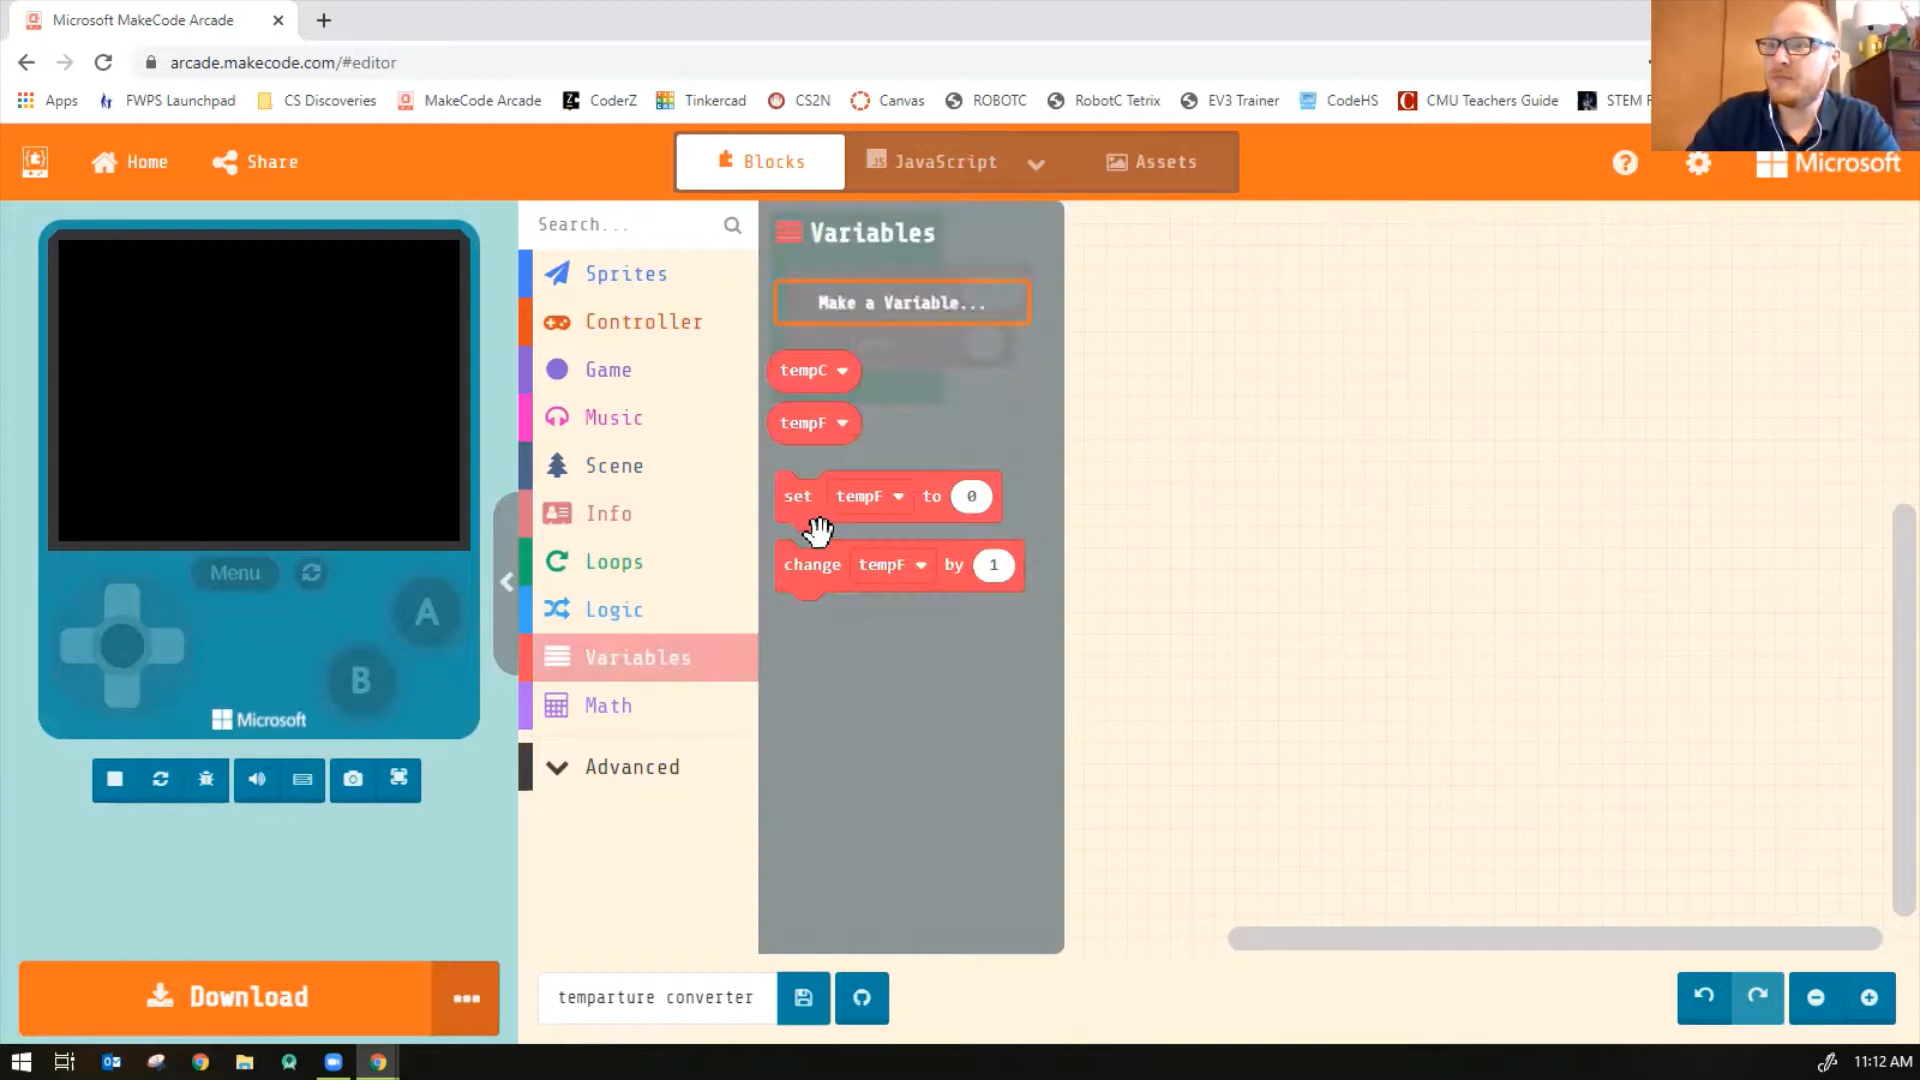 Microsoft MakeCode Arcade
arcade.makecode.com/#editor
Apps
FWPS Launchpad
CS Discoveries
MakeCode Arcade
CoderZ
Tinkercad
CS2N
Canvas
ROBOTC
RobotC Tetrix
EV3 Trainer
CodeHS
CMU Teachers Guide
STEM
Home
Share
Blocks
JavaScript
Assets
Microsoft
Search...
Sprites
Controller
Game
Music
Scene
Info
Loops
Logic
Variables
Math
Advanced
Variables
Make a Variable...
tempC
tempF
set tempF to 0
change tempF by 1
Menu
A
B
Microsoft
Download
temparture converter
11:12 AM